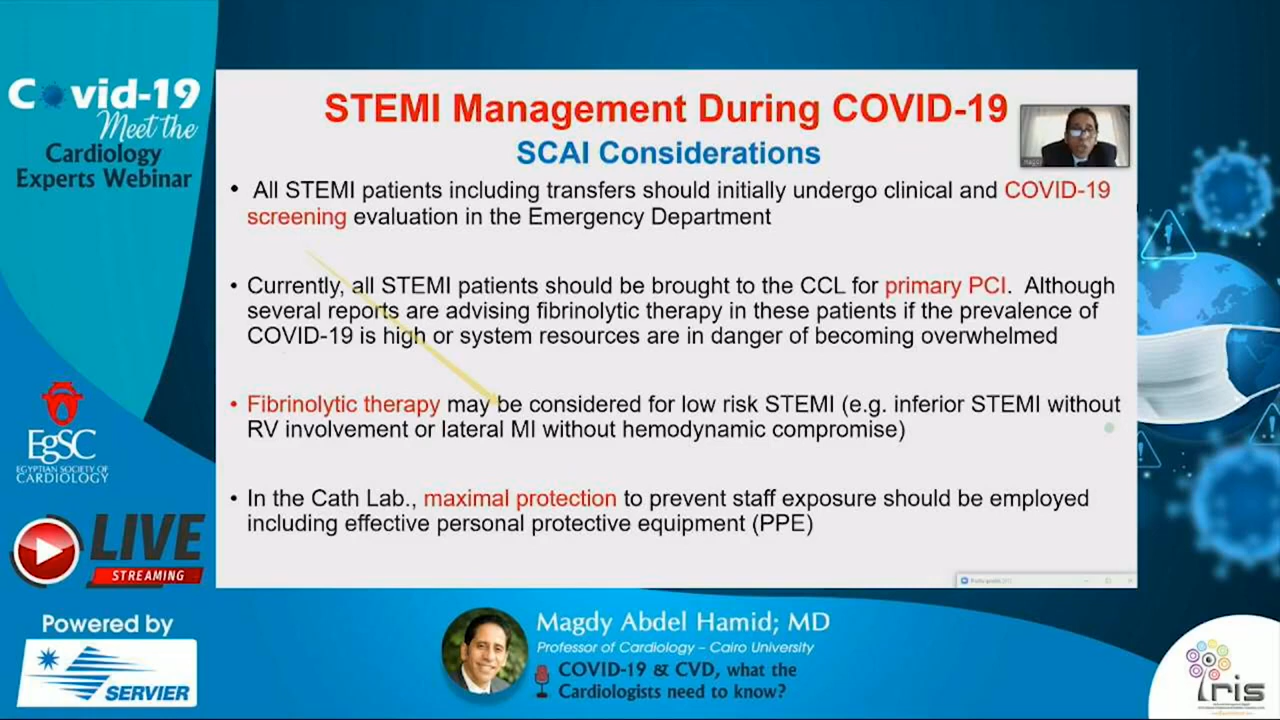 Covid-19
Meet the
Cardiology
Experts Webinar
STEMI Management During COVID-19
SCAI Considerations
• All STEMI patients including transfers should initially undergo clinical and COVID-19
screening evaluation in the Emergency Department
• Currently, all STEMI patients should be brought to the CCL for primary PCI. Although
several reports are advising fibrinolytic therapy in these patients if the prevalence of
COVID-19 is high or system resources are in danger of becoming overwhelmed
• Fibrinolytic therapy may be considered for low risk STEMI (e.g. inferior STEMI without
RV involvement or lateral MI without hemodynamic compromise)
• In the Cath Lab., maximal protection to prevent staff exposure should be employed
including effective personal protective equipment (PPE)
EgSC
EGYPTIAN SOCIETY OF
CARDIOLOGY
LIVE
STREAMING
Powered by
SERVIER
Magdy Abdel Hamid; MD
Professor of Cardiology – Cairo University
COVID-19 & CVD, what the
Cardiologists need to know?
iris